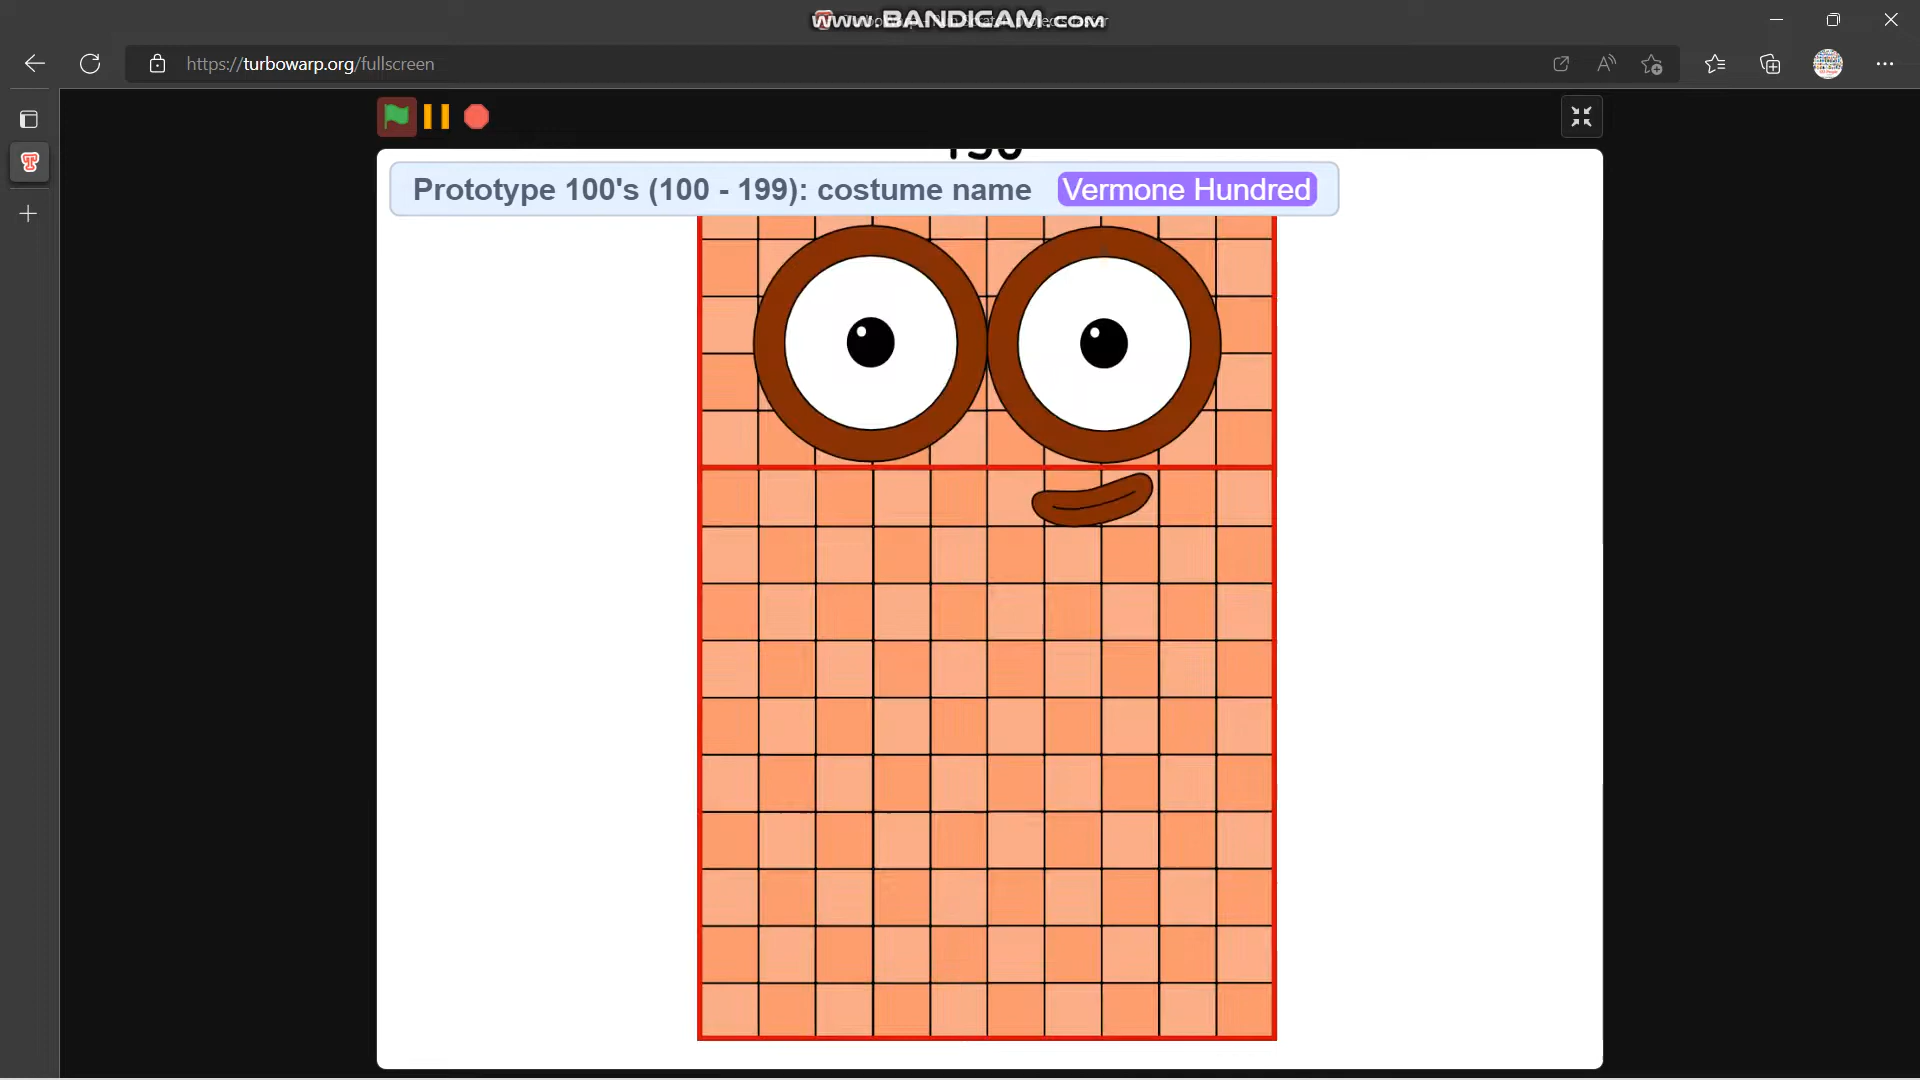 www.BANDICAM.com
https://turbowarp.org/fullscreen
Prototype 100's (100 - 199): costume name Vermone Hundred